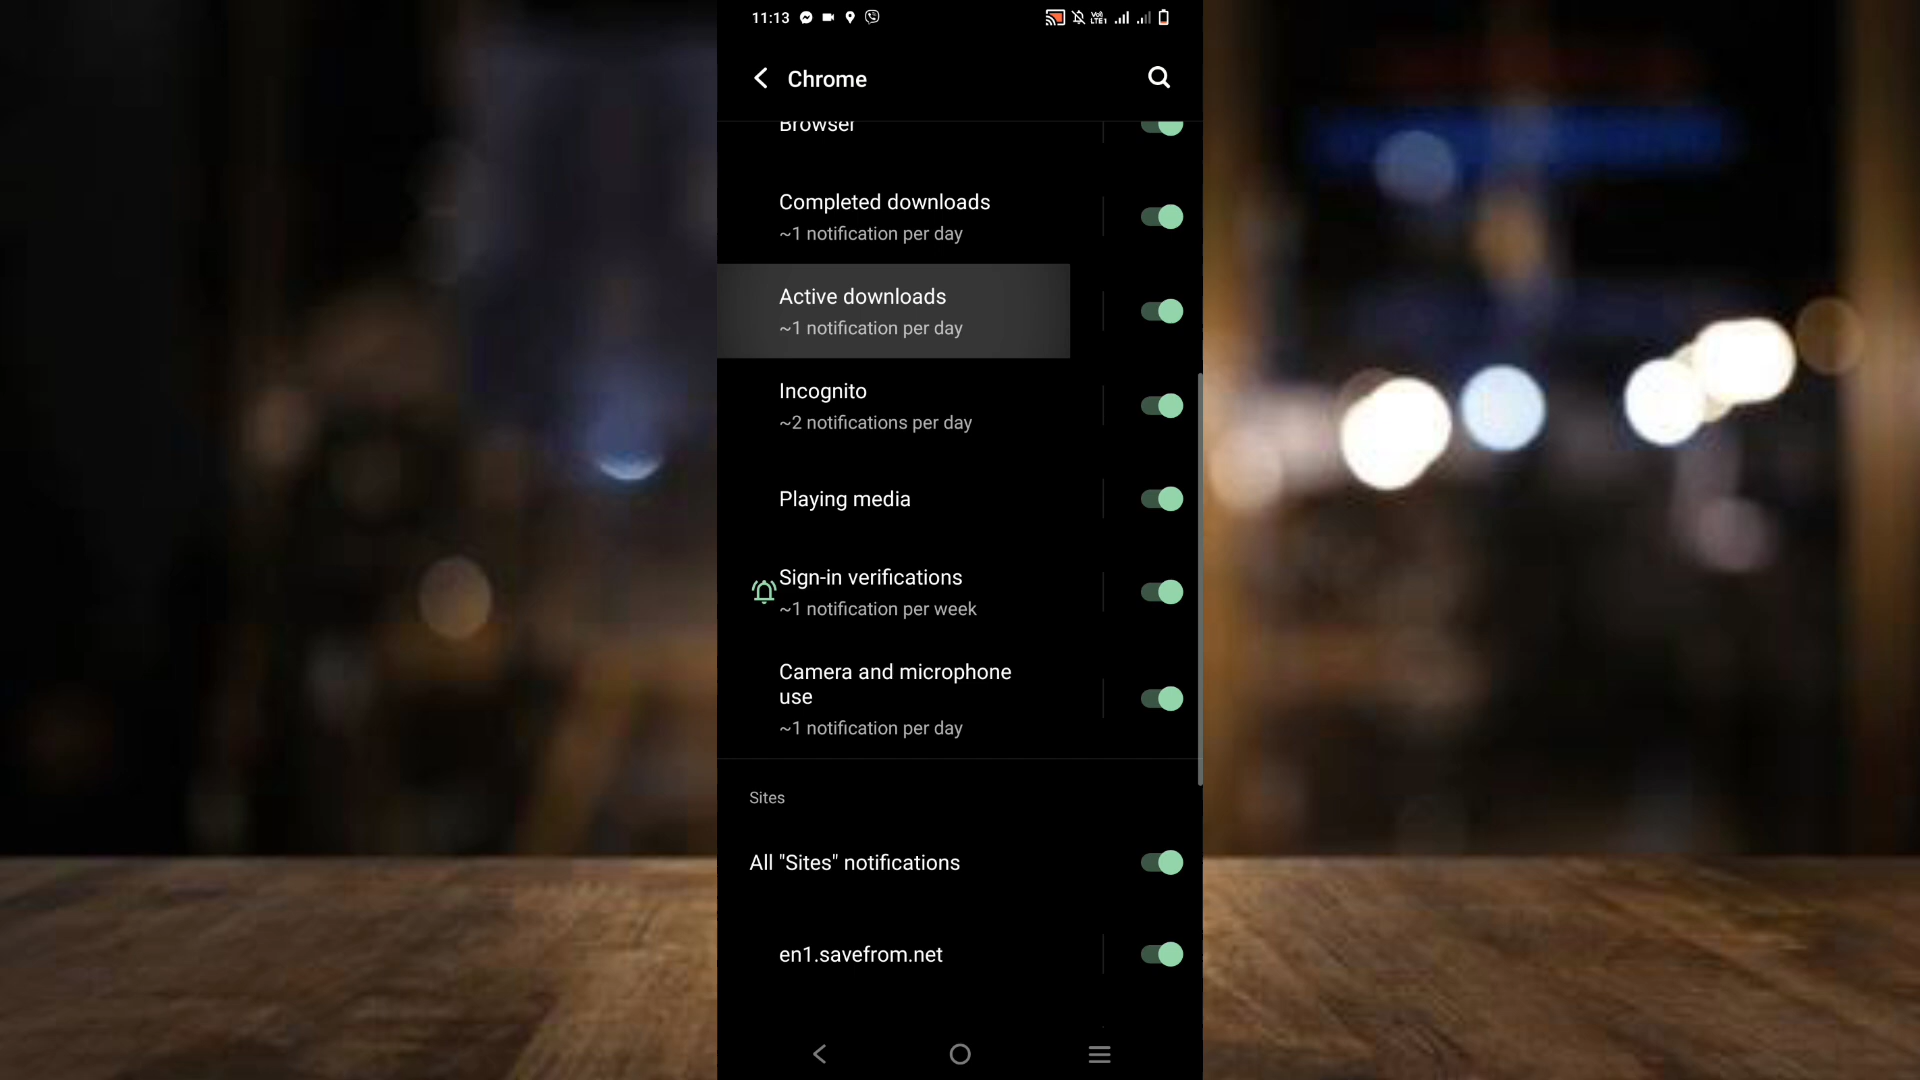 11:13
Chrome
Browser
Completed downloads
~1 notification per day
Active downloads
~1 notification per day
Incognito
~2 notifications per day
Playing media
Sign-in verifications
~1 notification per week
Camera and microphone
use
~1 notification per day
Sites
All "Sites" notifications
en1.savefrom.net